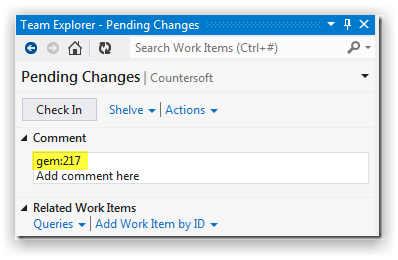 Team Explorer - Pending Changes
Search Work Items (Ctrl+#)
Pending Changes | Countersoft
Check In Shelve Actions
Comment
gem:217
Add comment here
Related Work Items
Queries Add Work Item by ID